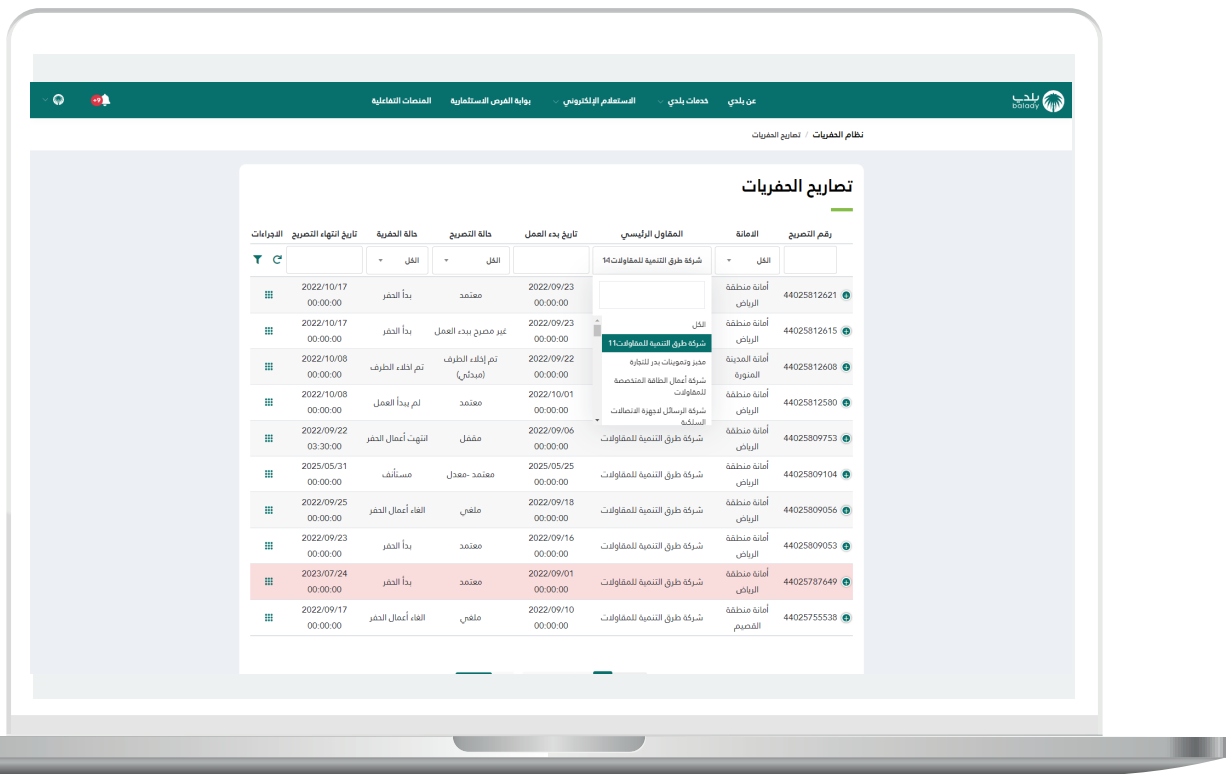 بلدي
balady
عن بلدي
خدمات بلدي
الاستعلام الإلكتروني
بوابة الفرص الاستثمارية
المنصات التفاعلية
+9
نظام الحفريات / تصاريح الحفريات
تصاريح الحفريات
رقم التصريح الامانة المقاول الرئيسي تاريخ بدء العمل حالة التصريح حالة الحفرية تاريخ انتهاء التصريح الاجراءات
الكل شركة طرق التنمية للمقاولات14 الكل الكل
الكل
شركة طرق التنمية للمقاولات11
مخبز وتموينات بدر للتجارة
شركة أعمال الطاقة المتخصصة
للمقاولات
شركة الرسائل لاجهزة الاتصالات
السلكية
44025812621 أمانة منطقة الرياض 2022/09/23 00:00:00 معتمد بدأ الحفر 2022/10/17 00:00:00
44025812615 أمانة منطقة الرياض 2022/09/23 00:00:00 غير مصرح ببدء العمل بدأ الحفر 2022/10/17 00:00:00
44025812608 أمانة المدينة المنورة 2022/09/22 00:00:00 تم إخلاء الطرف (مبدئي) تم اخلاء الطرف 2022/10/08 00:00:00
44025812580 أمانة منطقة الرياض 2022/10/01 00:00:00 معتمد لم يبدأ العمل 2022/10/08 00:00:00
44025809753 أمانة منطقة الرياض شركة طرق التنمية للمقاولات 2022/09/06 00:00:00 مقفل انتهت أعمال الحفر 2022/09/22 03:30:00
44025809104 أمانة منطقة الرياض شركة طرق التنمية للمقاولات 2025/05/25 00:00:00 معتمد -معدل مستأنف 2025/05/31 00:00:00
44025809056 أمانة منطقة الرياض شركة طرق التنمية للمقاولات 2022/09/18 00:00:00 ملغي الغاء أعمال الحفر 2022/09/25 00:00:00
44025809053 أمانة منطقة الرياض شركة طرق التنمية للمقاولات 2022/09/16 00:00:00 معتمد بدأ الحفر 2022/09/23 00:00:00
44025787649 أمانة منطقة الرياض شركة طرق التنمية للمقاولات 2022/09/01 00:00:00 معتمد بدأ الحفر 2023/07/24 00:00:00
44025755538 أمانة منطقة القصيم شركة طرق التنمية للمقاولات 2022/09/10 00:00:00 ملغي الغاء أعمال الحفر 2022/09/17 00:00:00